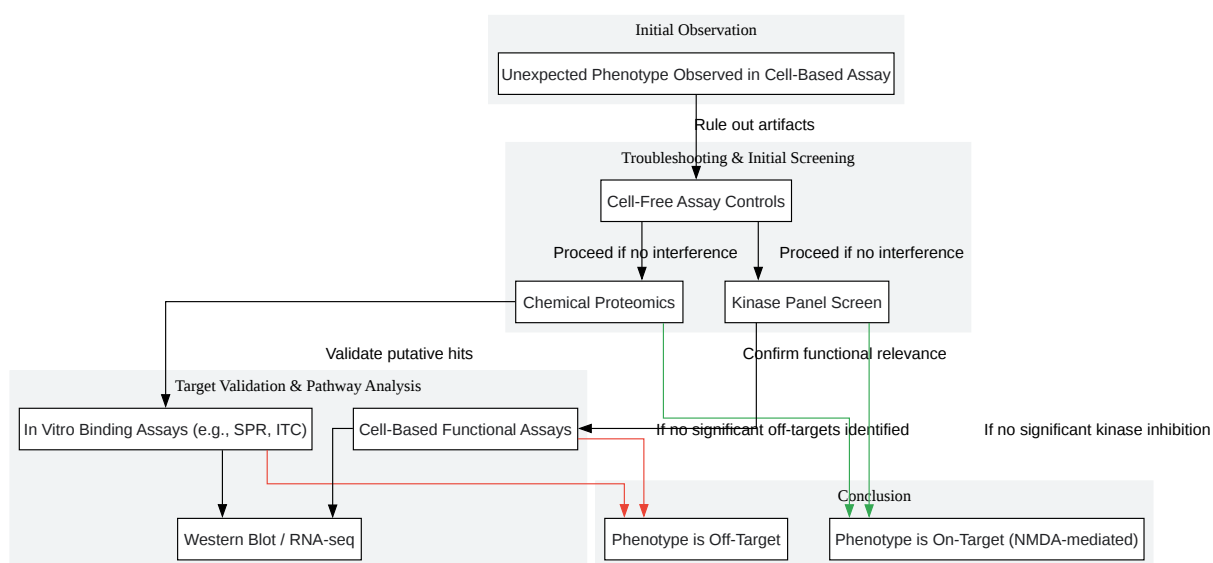 Initial Observation
Unexpected Phenotype Observed in Cell-Based Assay
Rule out artifacts
Troubleshooting & Initial Screening
Cell-Free Assay Controls
Proceed if no interference
Proceed if no interference
Chemical Proteomics
Kinase Panel Screen
Validate putative hits
Confirm functional relevance
Target Validation & Pathway Analysis
In Vitro Binding Assays (e.g., SPR, ITC)
Cell-Based Functional Assays
If no significant off-targets identified
If no significant kinase inhibition
Conclusion
Western Blot / RNA-seq
Phenotype is Off-Target
Phenotype is On-Target (NMDA-mediated)